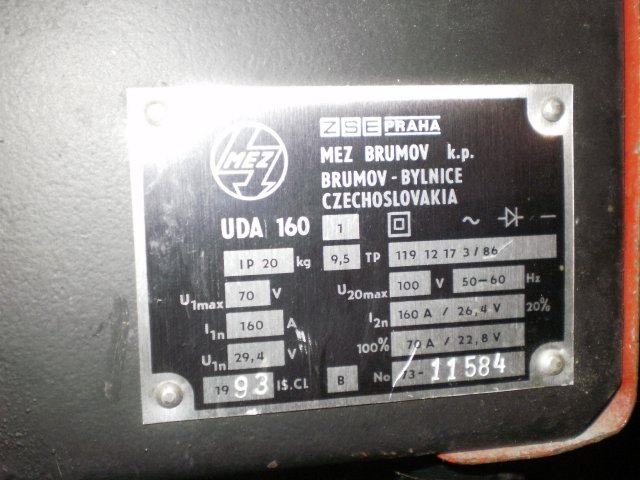 MEZ
ZSE PRAHA
MEZ BRUMOV k.p.
BRUMOV - BYLNICE
CZECHOSLOVAKIA
UDA 160 1 ~ —
IP 20 kg 9,5 TP 119 12 17 3/86
U1max 70 V U20max 100 V 50-60 Hz
I1n 160 A I2n 160 A / 26,4 V 20%
U1n 29,4 V 100% 70 A / 22,8 V
1993 IS.CL B No 73-11584